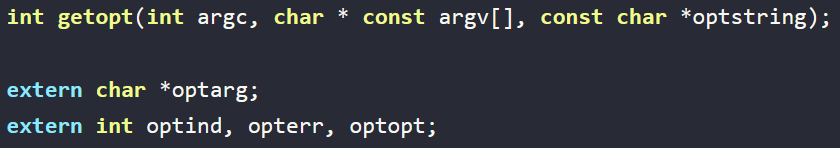 int getopt(int argc, char * const argv[], const char *optstring);
extern char *optarg;
extern int optind, opterr, optopt;